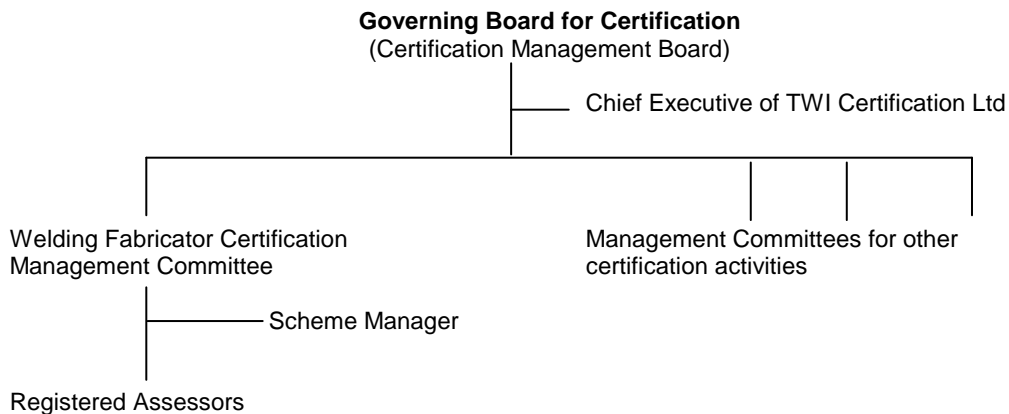 Governing Board for Certification
(Certification Management Board)
Chief Executive of TWI Certification Ltd
Welding Fabricator Certification
Management Committee
Management Committees for other
certification activities
Scheme Manager
Registered Assessors